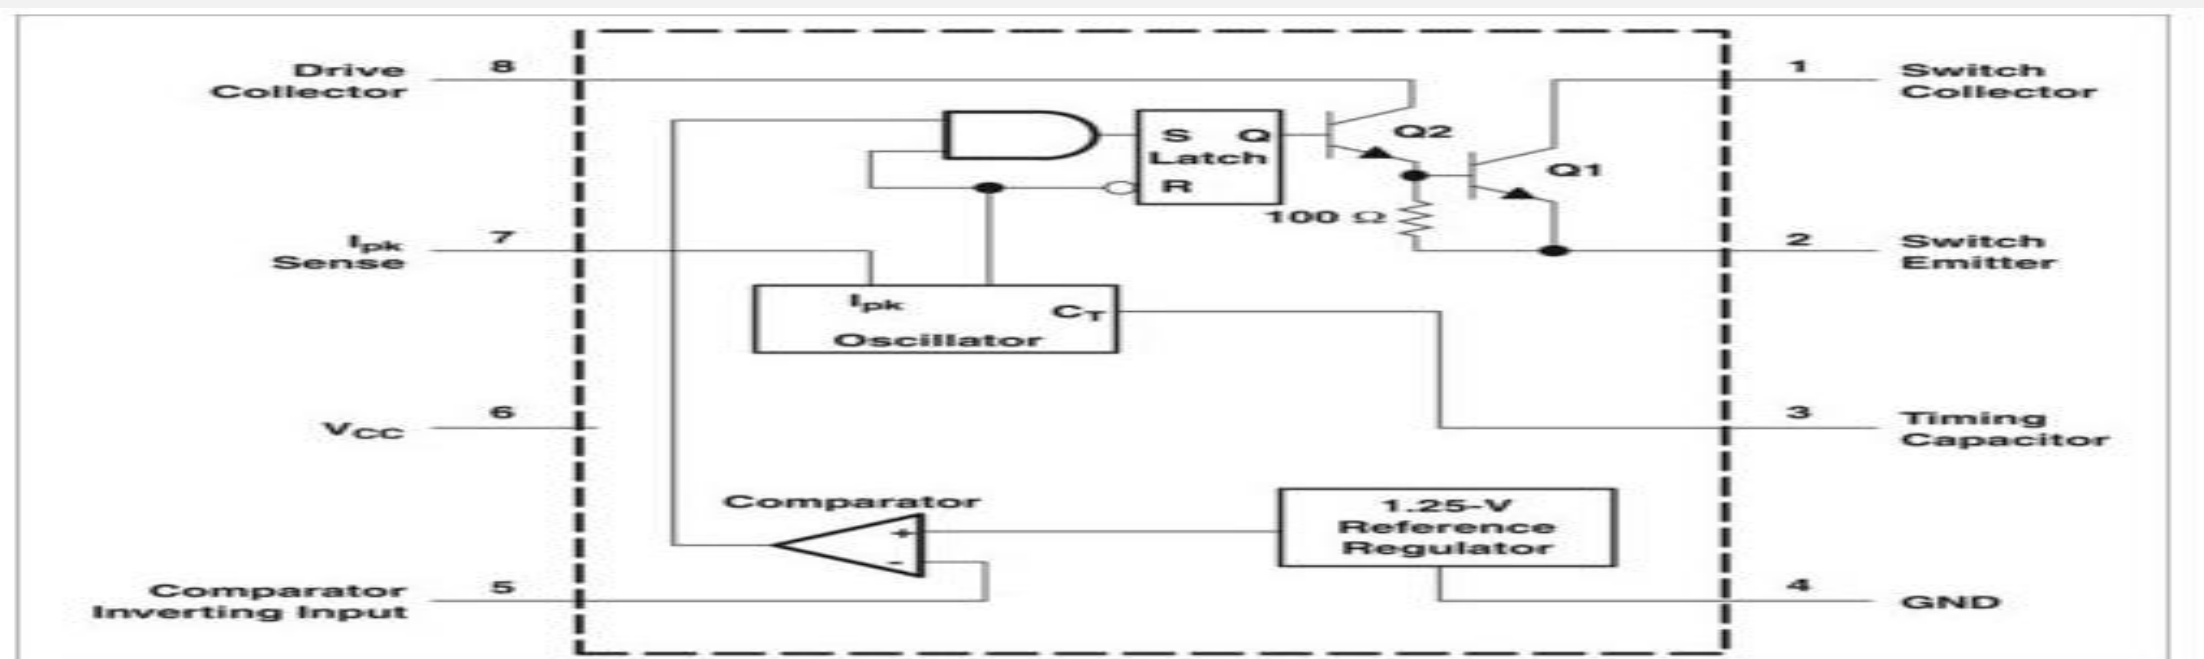 Drive
Collector
8
1
Switch
Collector
S
Q
Latch
R
Q2
Q1
100 Ω
Ipk
Sense
7
2
Switch
Emitter
Ipk
CT
Oscillator
VCC
6
3
Timing
Capacitor
Comparator
+
-
1.25-V
Reference
Regulator
Comparator
Inverting Input
5
4
GND